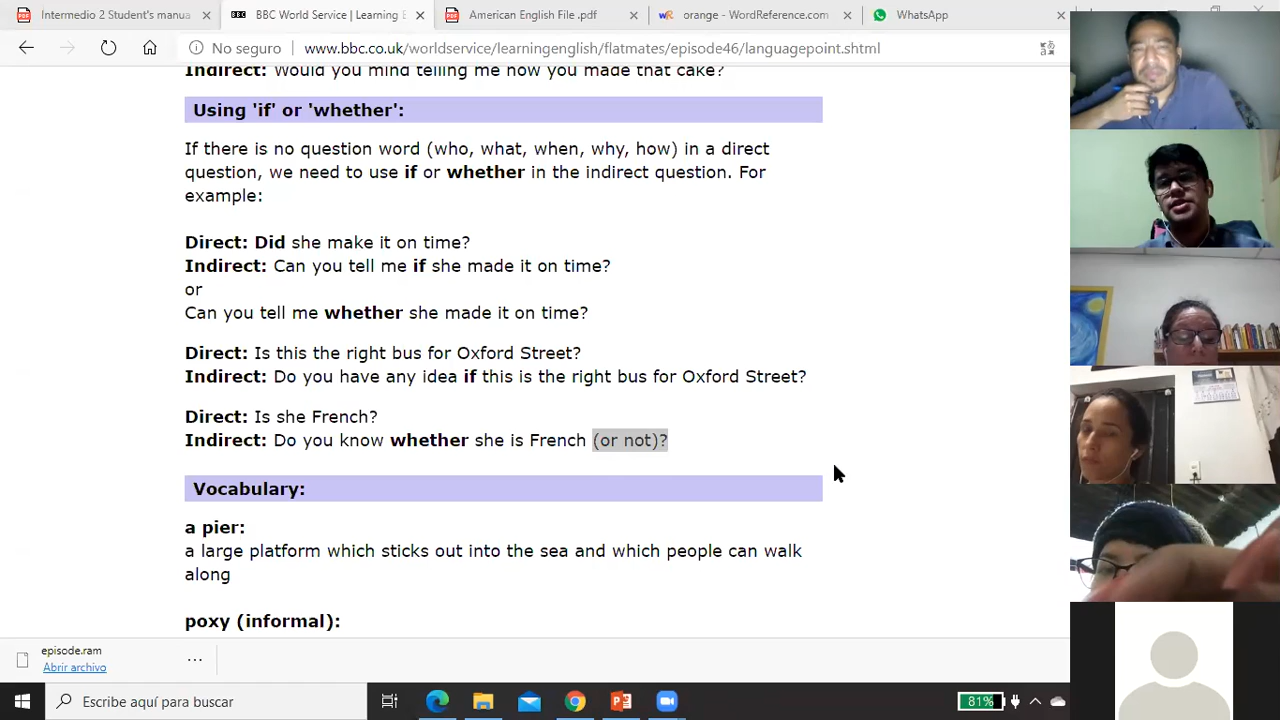 Intermedio 2 Student's manua
BBC World Service | Learning E
American English File .pdf
orange - WordReference.com
WhatsApp
No seguro
www.bbc.co.uk/worldservice/learningenglish/flatmates/episode46/languagepoint.shtml
Indirect: Would you mind telling me how you made that cake?
Using 'if' or 'whether':
If there is no question word (who, what, when, why, how) in a direct
question, we need to use if or whether in the indirect question. For
example:
Direct: Did she make it on time?
Indirect: Can you tell me if she made it on time?
or
Can you tell me whether she made it on time?
Direct: Is this the right bus for Oxford Street?
Indirect: Do you have any idea if this is the right bus for Oxford Street?
Direct: Is she French?
Indirect: Do you know whether she is French (or not)?
Vocabulary:
a pier:
a large platform which sticks out into the sea and which people can walk
along
poxy (informal):
episode.ram
Abrir archivo
Escribe aquí para buscar
81%